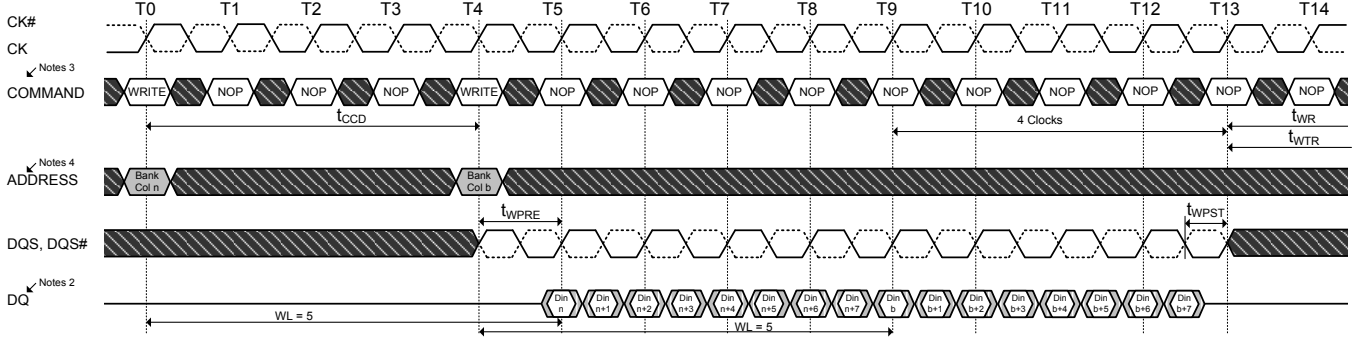 T0 T1 T2 T3 T4 T5 T6 T7 T8 T9 T10 T11 T12 T13 T14
CK#
CK
Notes 3
COMMAND WRITE NOP NOP NOP WRITE NOP NOP NOP NOP NOP NOP NOP NOP NOP NOP
tCCD 4 Clocks tWR
tWTR
Notes 4
ADDRESS Bank Col n Bank Col b
tWPRE tWPST
DQS, DQS#
Notes 2
DQ Din n Din n+1 Din n+2 Din n+3 Din n+4 Din n+5 Din n+6 Din n+7 Din b Din b+1 Din b+2 Din b+3 Din b+4 Din b+5 Din b+6 Din b+7
WL = 5
WL = 5